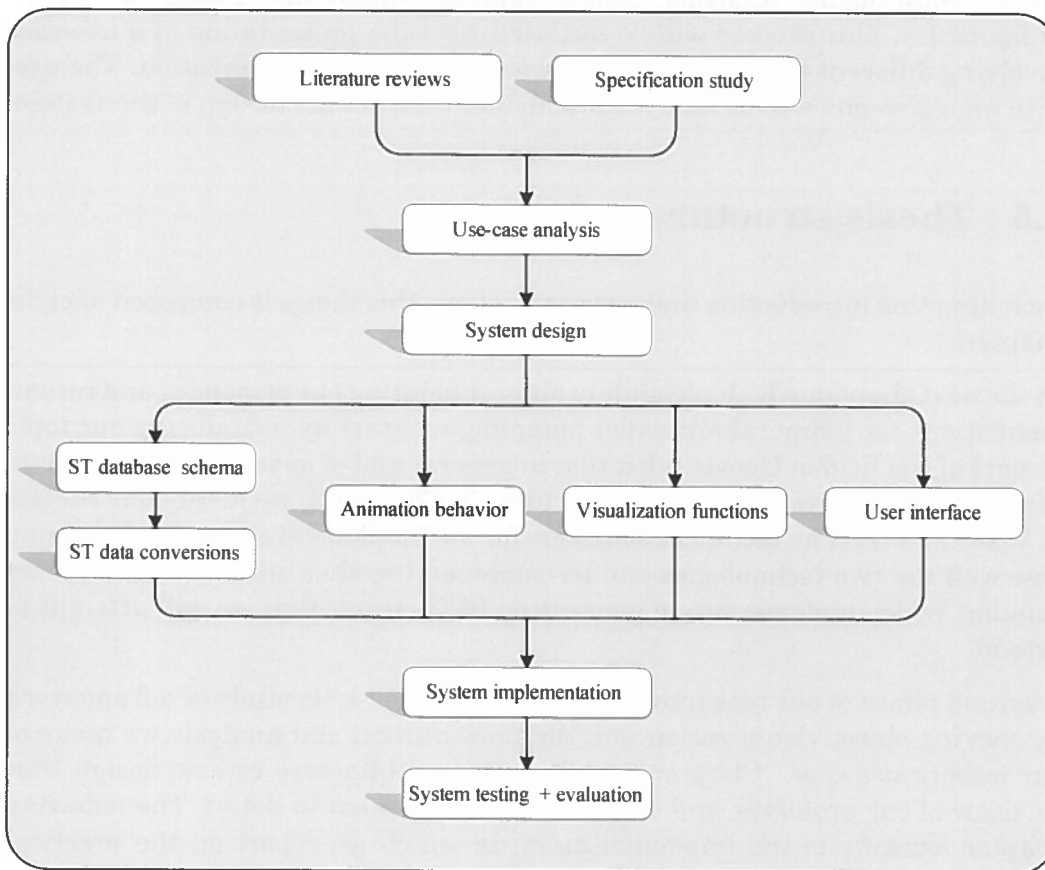 Literature reviews
Specification study
Use-case analysis
System design
ST database schema
ST data conversions
Animation behavior
Visualization functions
User interface
System implementation
System testing + evaluation